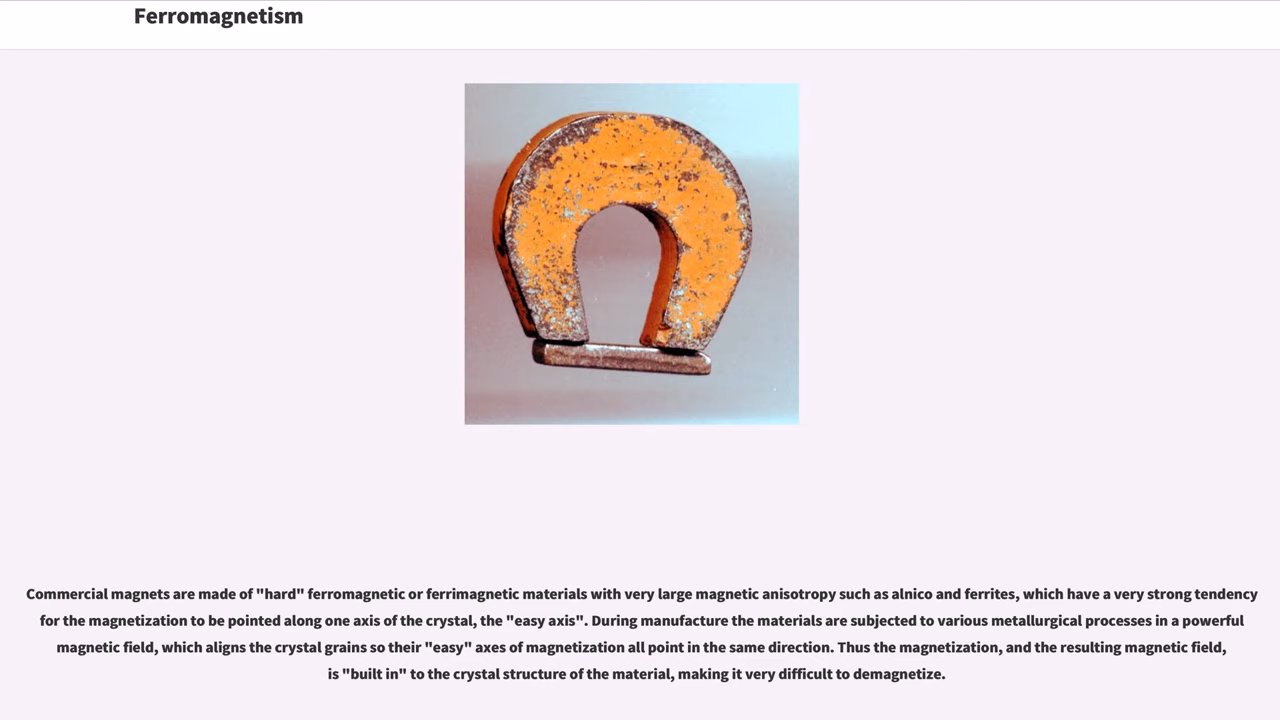 Ferromagnetism
Commercial magnets are made of "hard" ferromagnetic or ferrimagnetic materials with very large magnetic anisotropy such as alnico and ferrites, which have a very strong tendency
for the magnetization to be pointed along one axis of the crystal, the "easy axis". During manufacture the materials are subjected to various metallurgical processes in a powerful
magnetic field, which aligns the crystal grains so their "easy" axes of magnetization all point in the same direction. Thus the magnetization, and the resulting magnetic field,
is "built in" to the crystal structure of the material, making it very difficult to demagnetize.